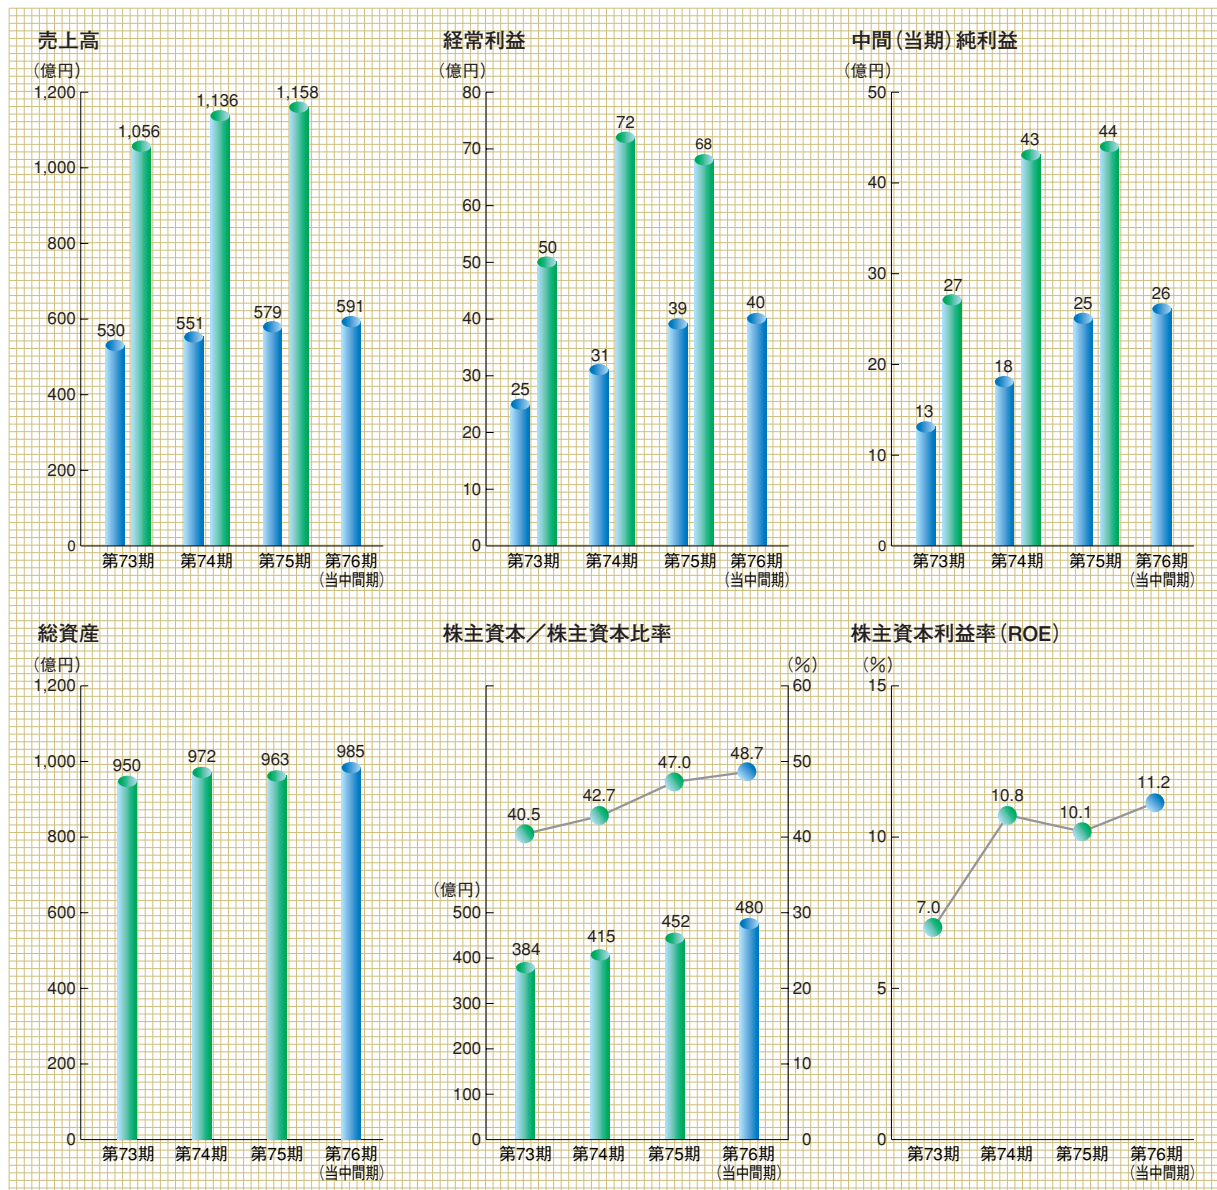 売上高
（億円）
1,200
1,000
800
600
400
200
0
530
1,056
551
1,136
579
1,158
591
第73期
第74期
第75期
第76期
（当中間期）
経常利益
（億円）
80
70
60
50
40
30
20
10
0
25
50
31
72
39
68
40
第73期
第74期
第75期
第76期
（当中間期）
中間（当期）純利益
（億円）
50
40
30
20
10
0
13
27
18
43
25
44
26
第73期
第74期
第75期
第76期
（当中間期）
総資産
（億円）
1,200
1,000
800
600
400
200
0
950
972
963
985
第73期
第74期
第75期
第76期
（当中間期）
株主資本／株主資本比率
（％）
60
50
40
30
20
10
0
40.5
42.7
47.0
48.7
（億円）
500
400
300
200
100
0
384
415
452
480
第73期
第74期
第75期
第76期
（当中間期）
株主資本利益率（ROE）
（％）
15
10
5
0
7.0
10.8
10.1
11.2
第73期
第74期
第75期
第76期
（当中間期）